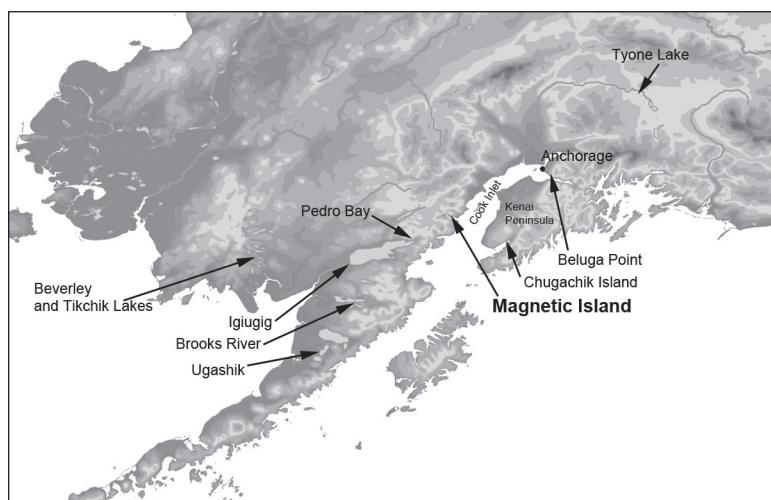 Tyone Lake
Anchorage
Cook Inlet
Kenai
Peninsula
Pedro Bay
Beluga Point
Chugachik Island
Magnetic Island
Beverley
and Tikchik Lakes
Igiugig
Brooks River
Ugashik